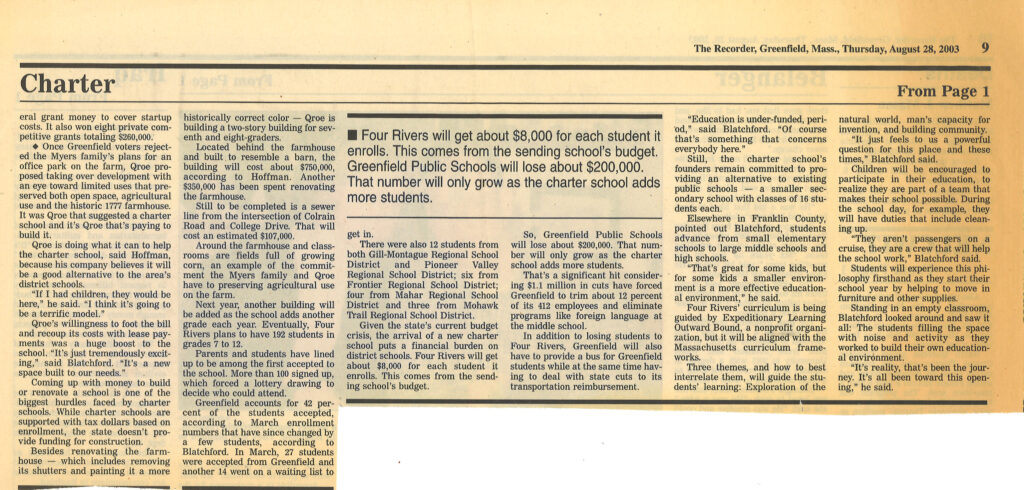 The Recorder, Greenfield, Mass., Thursday, August 28, 2003 9
Charter
From Page 1
eral grant money to cover startup
costs. It also won eight private com-
petitive grants totaling $260,000.
◆ Once Greenfield voters reject-
ed the Myers family's plans for an
office park on the farm, Qroe pro-
posed taking over development with
an eye toward limited uses that pre-
served both open space, agricultural
use and the historic 1777 farmhouse.
It was Qroe that suggested a charter
school and it's Qroe that's paying to
build it.
Qroe is doing what it can to help
the charter school, said Hoffman,
because his company believes it will
be a good alternative to the area's
district schools.
"If I had children, they would be
here," he said. "I think it's going to
be a terrific model."
Qroe's willingness to foot the bill
and recoup its costs with lease pay-
ments was a huge boost to the
school. "It's just tremendously excit-
ing," said Blatchford. "It's a new
space built to our needs."
Coming up with money to build
or renovate a school is one of the
biggest hurdles faced by charter
schools. While charter schools are
supported with tax dollars based on
enrollment, the state doesn't pro-
vide funding for construction.
Besides renovating the farm-
house — which includes removing
its shutters and painting it a more
historically correct color — Qroe is
building a two-story building for sev-
enth and eighth-graders.
Located behind the farmhouse
and built to resemble a barn, the
building will cost about $750,000,
according to Hoffman. Another
$350,000 has been spent renovating
the farmhouse.
Still to be completed is a sewer
line from the intersection of Colrain
Road and College Drive. That will
cost an estimated $107,000.
Around the farmhouse and class-
rooms are fields full of growing
corn, an example of the commit-
ment the Myers family and Qroe
have to preserving agricultural use
on the farm.
Next year, another building will
be added as the school adds another
grade each year. Eventually, Four
Rivers plans to have 192 students in
grades 7 to 12.
Parents and students have lined
up to be among the first accepted to
the school. More than 100 signed up,
which forced a lottery drawing to
decide who could attend.
Greenfield accounts for 42 per-
cent of the students accepted,
according to March enrollment
numbers that have since changed by
a few students, according to
Blatchford. In March, 27 students
were accepted from Greenfield and
another 14 went on a waiting list to
■ Four Rivers will get about $8,000 for each student it
enrolls. This comes from the sending school's budget.
Greenfield Public Schools will lose about $200,000.
That number will only grow as the charter school adds
more students.
get in.
There were also 12 students from
both Gill-Montague Regional School
District and Pioneer Valley
Regional School District; six from
Frontier Regional School District;
four from Mahar Regional School
District and three from Mohawk
Trail Regional School District.
Given the state's current budget
crisis, the arrival of a new charter
school puts a financial burden on
district schools. Four Rivers will get
about $8,000 for each student it
enrolls. This comes from the send-
ing school's budget.
So, Greenfield Public Schools
will lose about $200,000. That num-
ber will only grow as the charter
school adds more students.
That's a significant hit consider-
ing $1.1 million in cuts have forced
Greenfield to trim about 12 percent
of its 412 employees and eliminate
programs like foreign language at
the middle school.
In addition to losing students to
Four Rivers, Greenfield will also
have to provide a bus for Greenfield
students while at the same time hav-
ing to deal with state cuts to its
transportation reimbursement.
"Education is under-funded, peri-
od," said Blatchford. "Of course
that's something that concerns
everybody here."
Still, the charter school's
founders remain committed to pro-
viding an alternative to existing
public schools — a smaller sec-
ondary school with classes of 16 stu-
dents each.
Elsewhere in Franklin County,
pointed out Blatchford, students
advance from small elementary
schools to large middle schools and
high schools.
"That's great for some kids, but
for some kids a smaller environ-
ment is a more effective education-
al environment," he said.
Four Rivers' curriculum is being
guided by Expeditionary Learning
Outward Bound, a nonprofit organi-
zation, but it will be aligned with the
Massachusetts curriculum frame-
works.
Three themes, and how to best
interrelate them, will guide the stu-
dents' learning: Exploration of the
natural world, man's capacity for
invention, and building community.
"It just feels to us a powerful
question for this place and these
times," Blatchford said.
Children will be encouraged to
participate in their education, to
realize they are part of a team that
makes their school possible. During
the school day, for example, they
will have duties that include clean-
ing up.
"They aren't passengers on a
cruise, they are a crew that will help
the school work," Blatchford said.
Students will experience this phi-
losophy firsthand as they start their
school year by helping to move in
furniture and other supplies.
Standing in an empty classroom,
Blatchford looked around and saw it
all: The students filling the space
with noise and activity as they
worked to build their own education-
al environment.
"It's reality, that's been the jour-
ney. It's all been toward this open-
ing," he said.